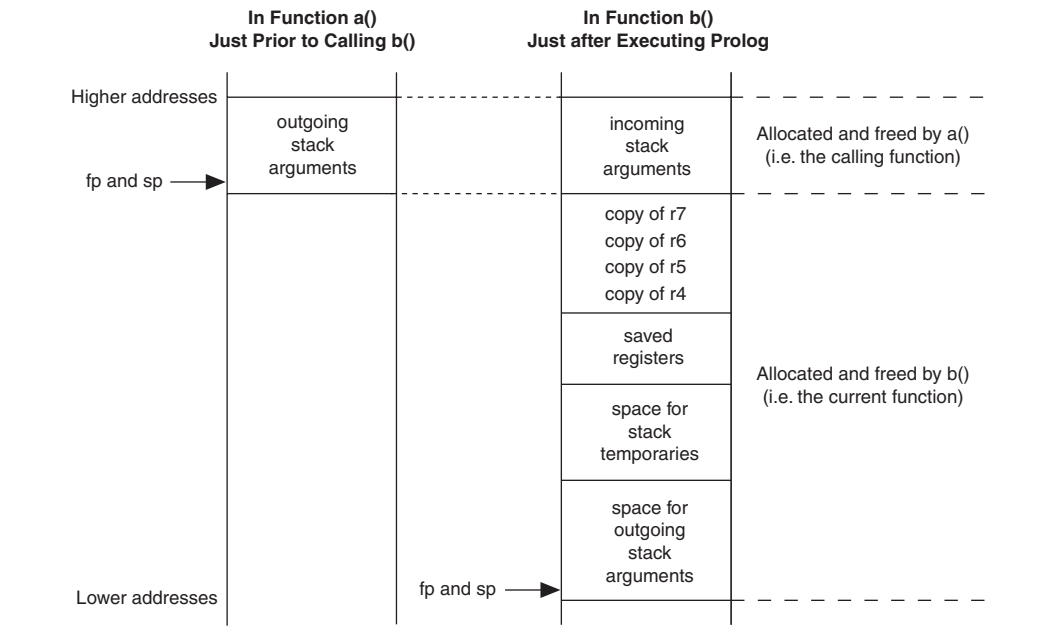 In Function a()
Just Prior to Calling b()
In Function b()
Just after Executing Prolog
Higher addresses
outgoing
stack
arguments
incoming
stack
arguments
Allocated and freed by a()
(i.e. the calling function)
fp and sp
copy of r7
copy of r6
copy of r5
copy of r4
saved
registers
Allocated and freed by b()
(i.e. the current function)
space for
stack
temporaries
space for
outgoing
stack
arguments
fp and sp
Lower addresses